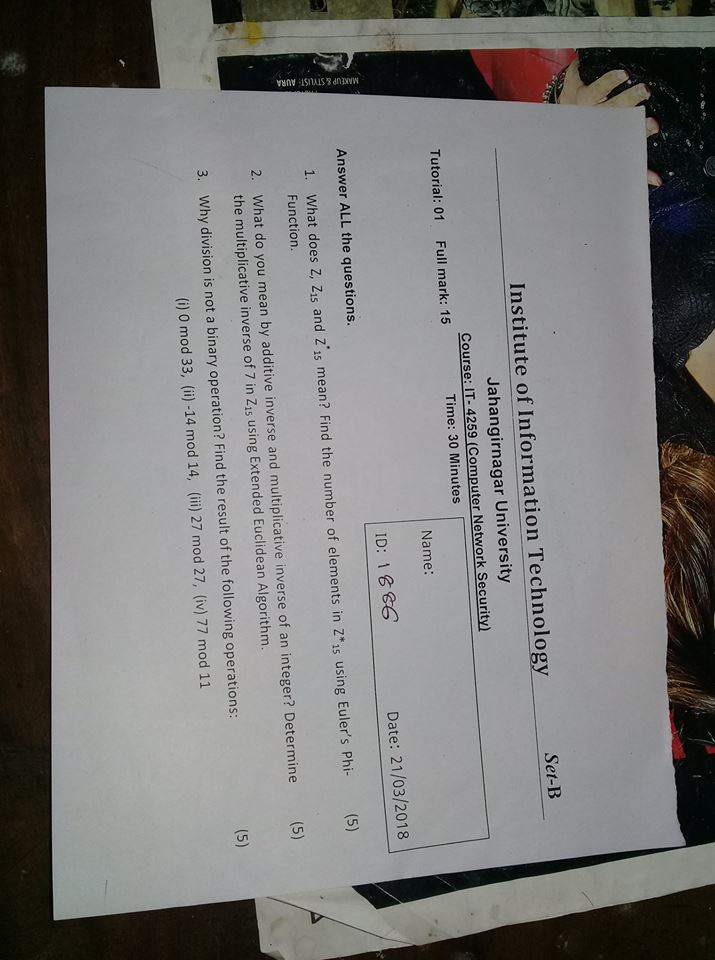 MAKEUP & STYLIST: AURA
Institute of Information Technology
Set-B
Jahangirnagar University
Course: IT- 4259 (Computer Network Security)
Tutorial: 01 Full mark: 15 Time: 30 Minutes
Name:
ID: 1886 Date: 21/03/2018
Answer ALL the questions.
1. What does Z, Z15 and Z*15 mean? Find the number of elements in Z*15 using Euler's Phi- (5)
Function.
2. What do you mean by additive inverse and multiplicative inverse of an integer? Determine (5)
the multiplicative inverse of 7 in Z15 using Extended Euclidean Algorithm.
3. Why division is not a binary operation? Find the result of the following operations: (5)
(i) 0 mod 33, (ii) -14 mod 14, (iii) 27 mod 27, (iv) 77 mod 11